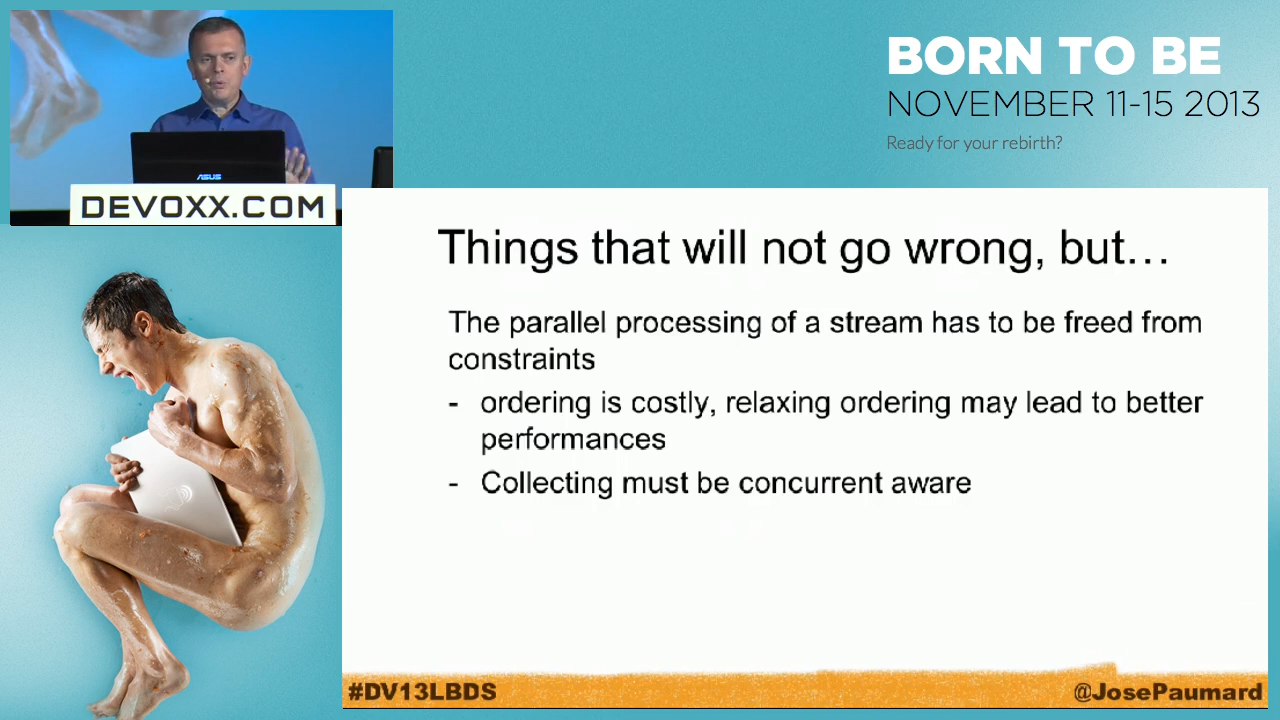 BORN TO BE
NOVEMBER 11-15 2013
Ready for your rebirth?
ASUS
DEVOXX.COM
Things that will not go wrong, but…
The parallel processing of a stream has to be freed from
constraints
- ordering is costly, relaxing ordering may lead to better
performances
- Collecting must be concurrent aware
#DV13LBDS
@JosePaumard